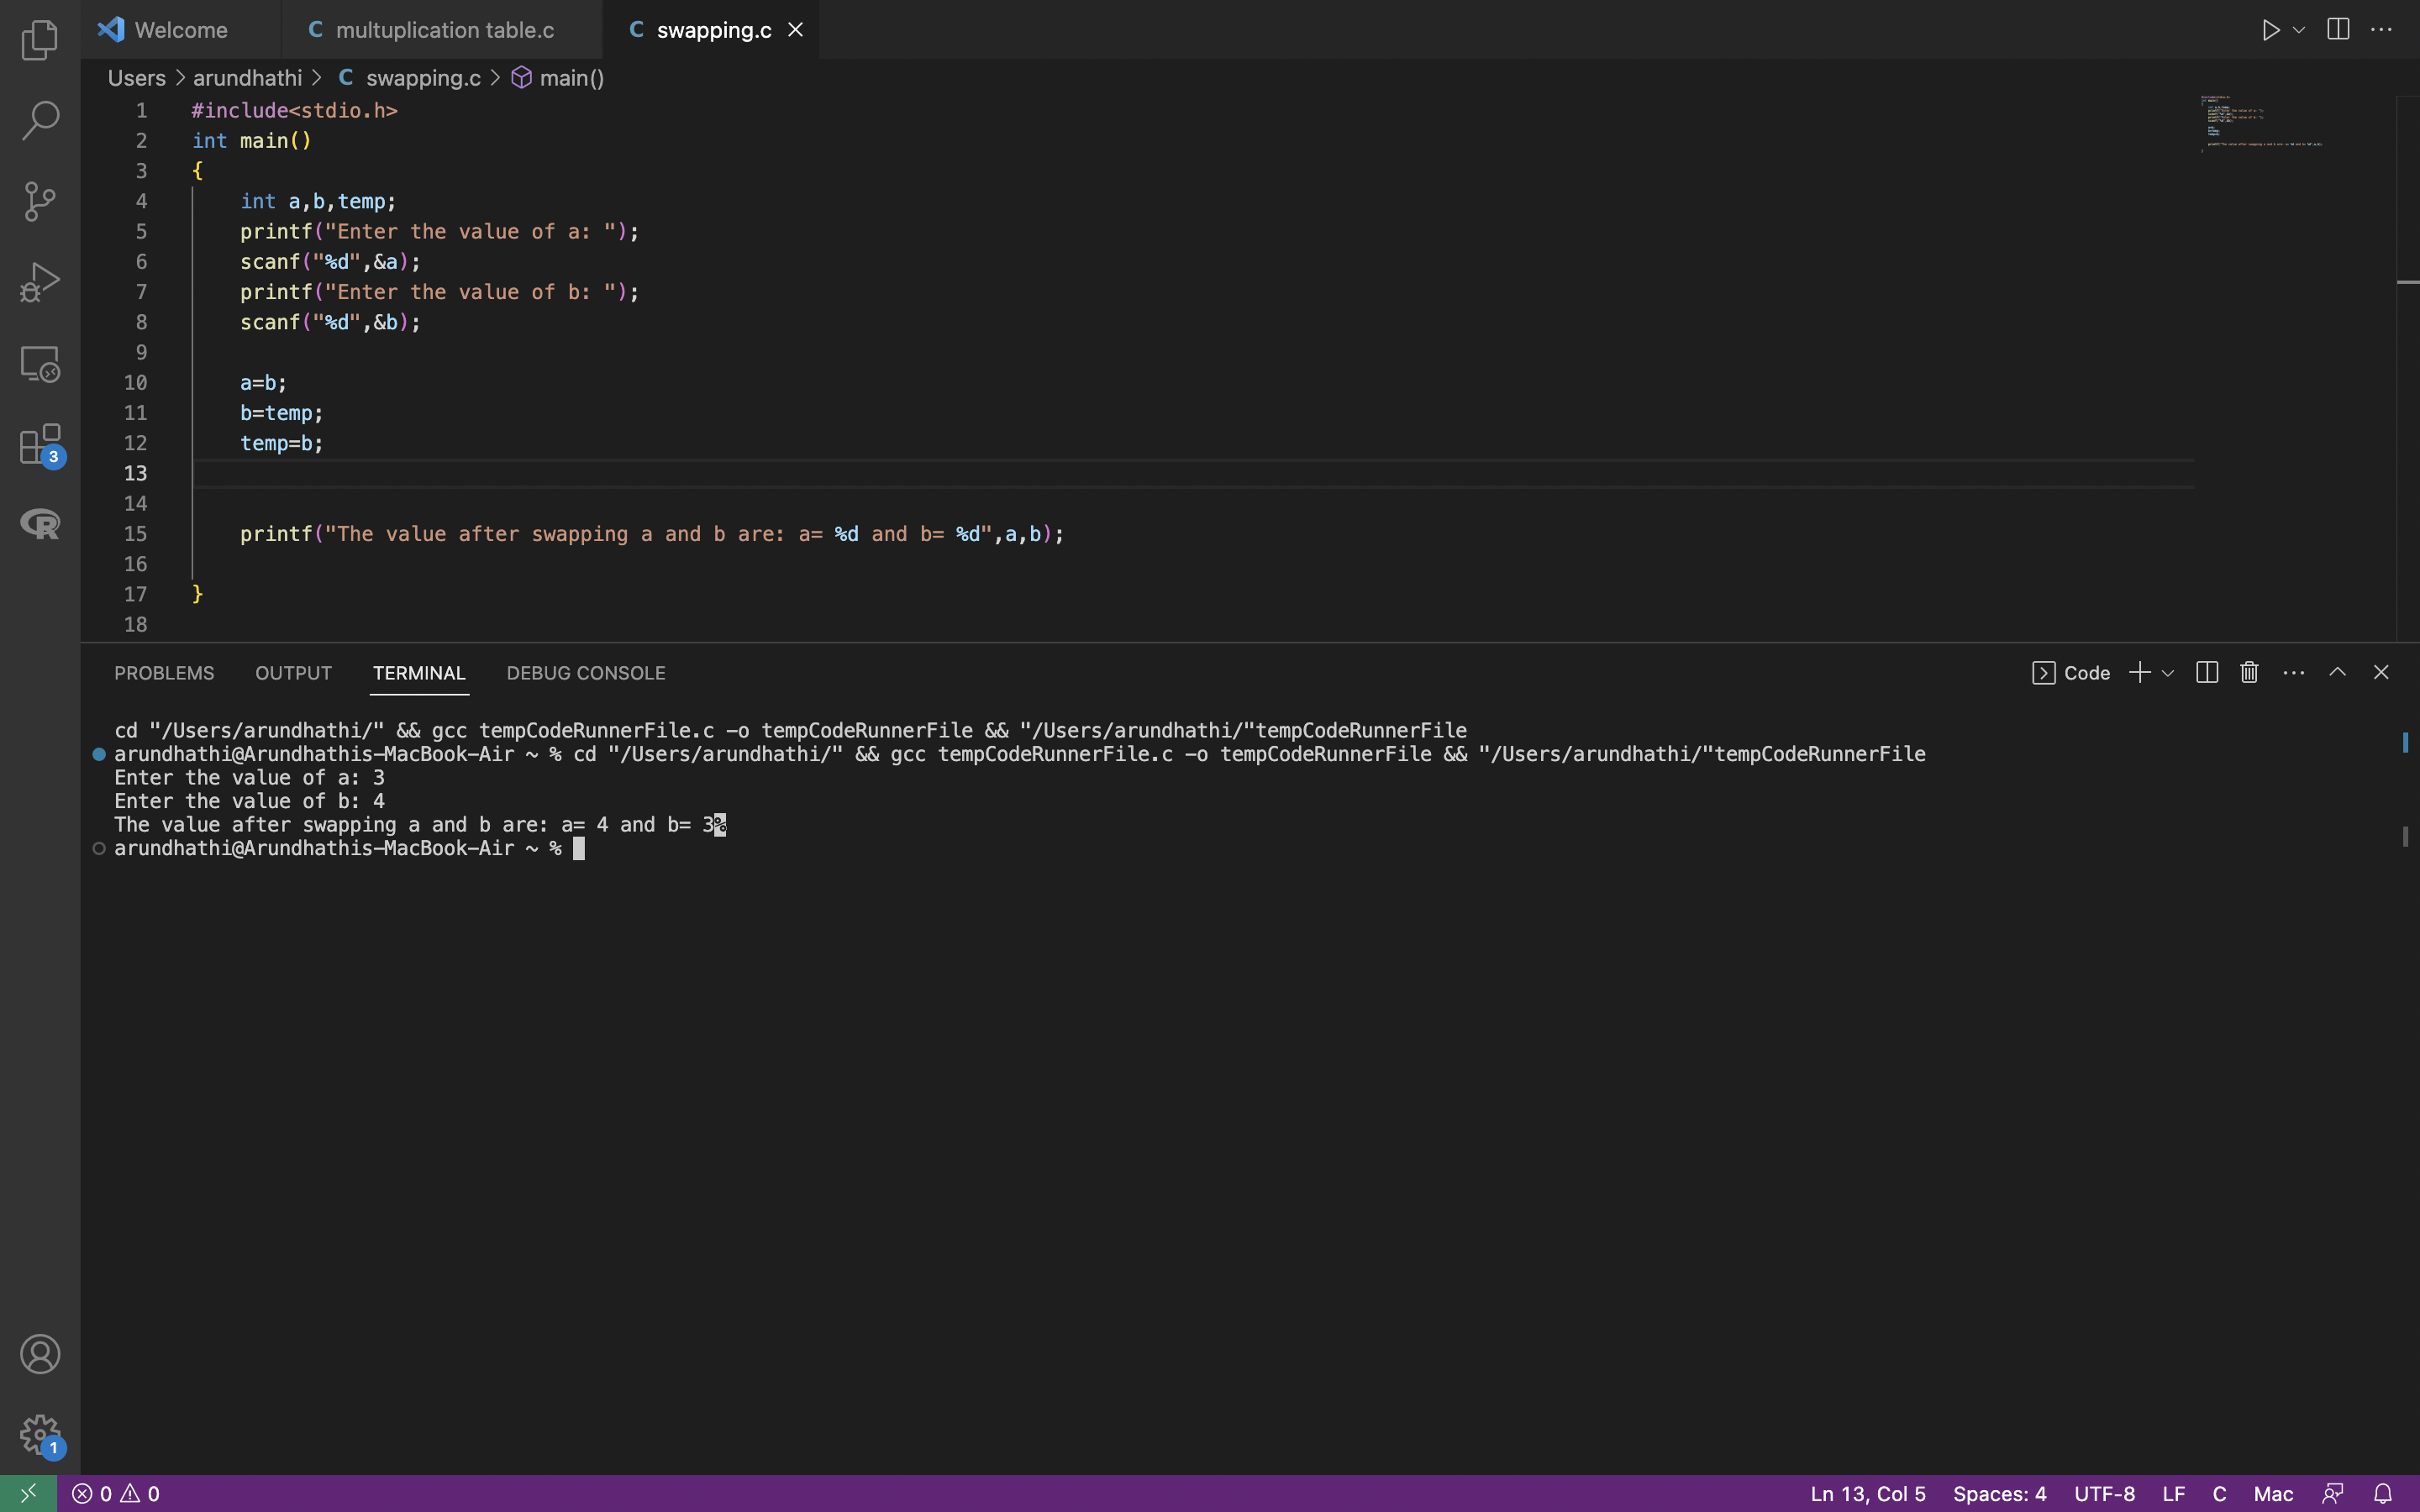 Welcome
C multuplication table.c
C swapping.c
Users > arundhathi > C swapping.c > main()
1 #include<stdio.h>
2 int main()
3 {
4     int a,b,temp;
5     printf("Enter the value of a: ");
6     scanf("%d",&a);
7     printf("Enter the value of b: ");
8     scanf("%d",&b);
9
10     a=b;
11     b=temp;
12     temp=b;
13
14
15     printf("The value after swapping a and b are: a= %d and b= %d",a,b);
16
17 }
18
3
PROBLEMS OUTPUT TERMINAL DEBUG CONSOLE
Code
cd "/Users/arundhathi/" && gcc tempCodeRunnerFile.c -o tempCodeRunnerFile && "/Users/arundhathi/"tempCodeRunnerFile
arundhathi@Arundhathis-MacBook-Air ~ % cd "/Users/arundhathi/" && gcc tempCodeRunnerFile.c -o tempCodeRunnerFile && "/Users/arundhathi/"tempCodeRunnerFile
Enter the value of a: 3
Enter the value of b: 4
The value after swapping a and b are: a= 4 and b= 3%
arundhathi@Arundhathis-MacBook-Air ~ %
1
0 0
Ln 13, Col 5 Spaces: 4 UTF-8 LF C Mac